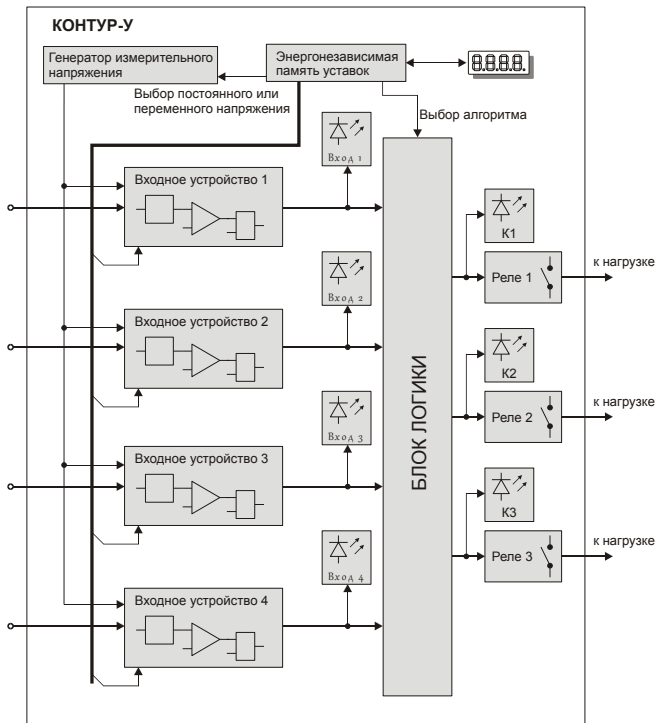 КОНТУР-У
Генератор измерительного
напряжения
Энергонезависимая
память уставок
8.8.8.8.
Выбор постоянного или
переменного напряжения
Выбор алгоритма
Вход 1
Входное устройство 1
К1
к нагрузке
Реле 1
Вход 2
Входное устройство 2
К2
к нагрузке
Реле 2
БЛОК ЛОГИКИ
Вход 3
Входное устройство 3
К3
к нагрузке
Реле 3
Вход 4
Входное устройство 4